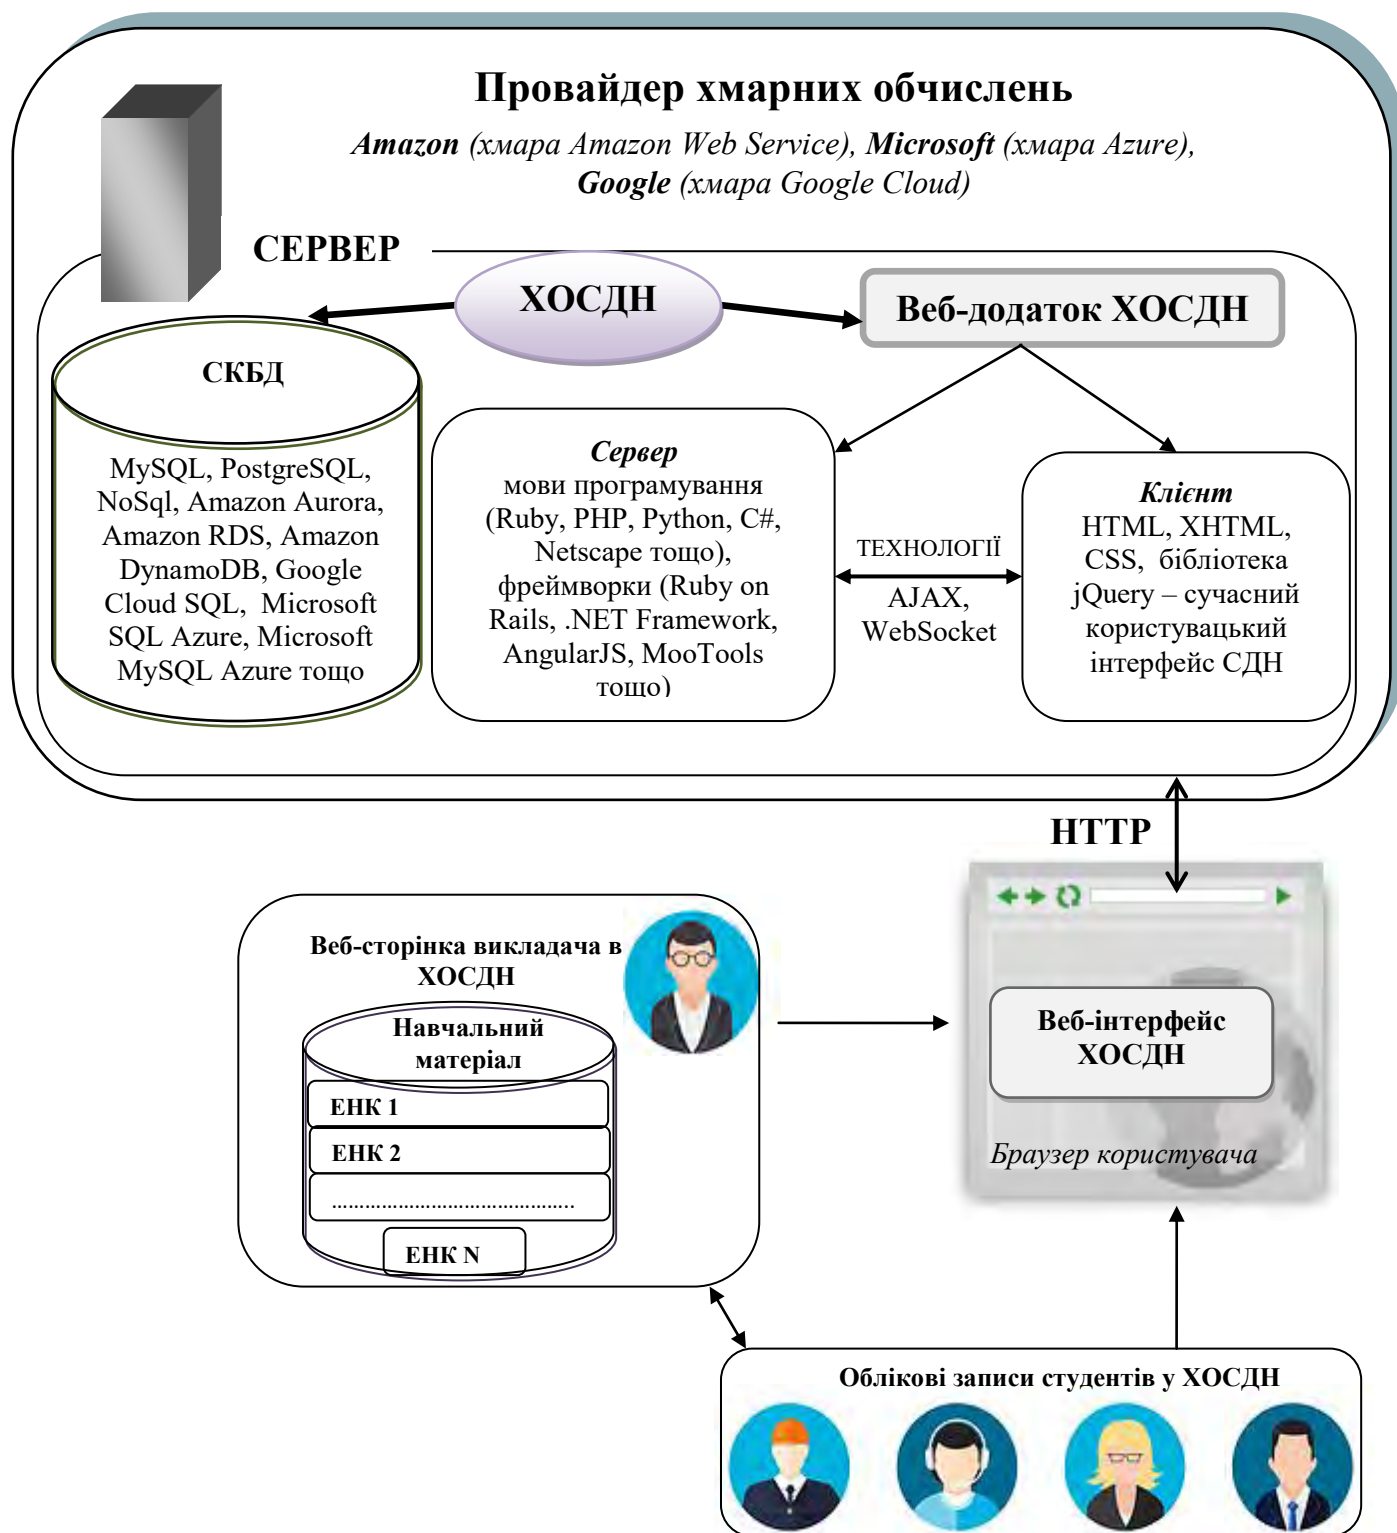 Провайдер хмарних обчислень
Amazon (хмара Amazon Web Service), Microsoft (хмара Azure),
Google (хмара Google Cloud)
СЕРВЕР
ХОСДН
Веб-додаток ХОСДН
СКБД
MySQL, PostgreSQL,
NoSql, Amazon Aurora,
Amazon RDS, Amazon
DynamoDB, Google
Cloud SQL, Microsoft
SQL Azure, Microsoft
MySQL Azure тощо
Сервер
мови програмування
(Ruby, PHP, Python, C#,
Netscape тощо),
фреймворки (Ruby on
Rails, .NET Framework,
AngularJS, MooTools
тощо)
ТЕХНОЛОГІЇ
AJAX,
WebSocket
Клієнт
HTML, XHTML,
CSS, бібліотека
jQuery – сучасний
користувацький
інтерфейс СДН
HTTP
Веб-сторінка викладача в
ХОСДН
Навчальний
матеріал
ЕНК 1
ЕНК 2
…………………………………….
ЕНК N
Веб-інтерфейс
ХОСДН
Браузер користувача
Облікові записи студентів у ХОСДН